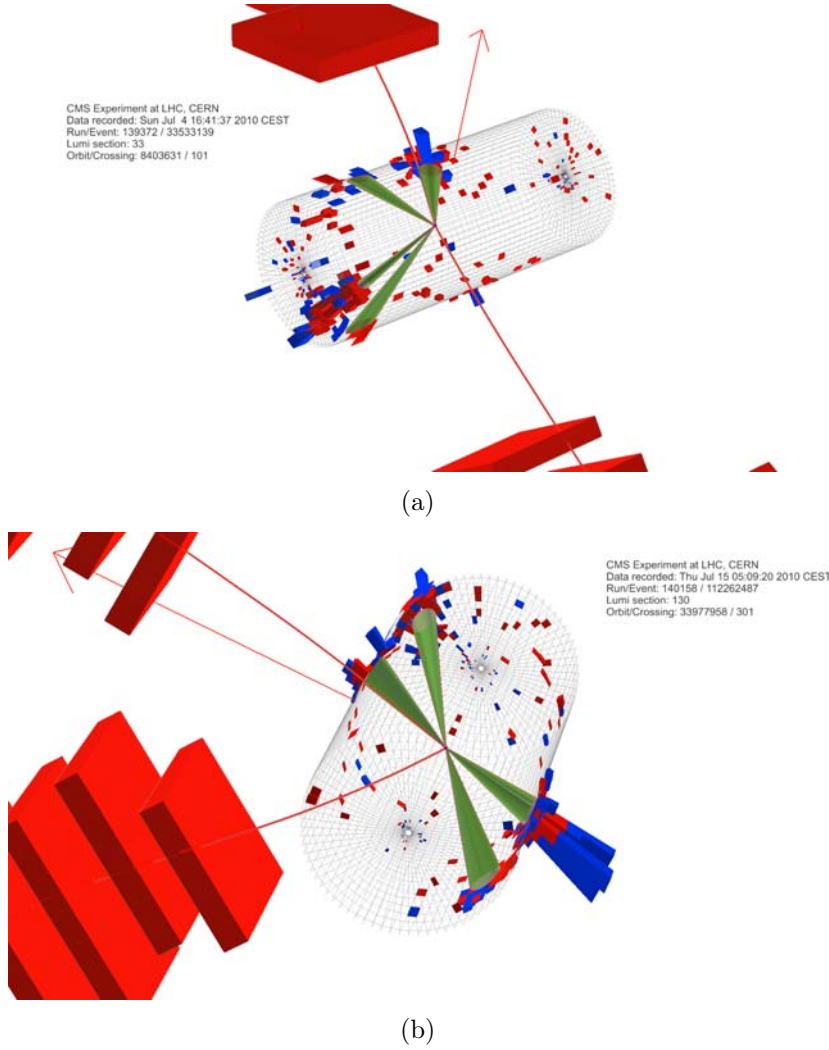 CMS Experiment at LHC, CERN
Data recorded: Sun Jul 4 16:41:37 2010 CEST
Run/Event: 139372 / 33533139
Lumi section: 33
Orbit/Crossing: 8403631 / 101
(a)
CMS Experiment at LHC, CERN
Data recorded: Thu Jul 15 05:09:20 2010 CEST
Run/Event: 140158 / 112262487
Lumi section: 130
Orbit/Crossing: 33977958 / 301
(b)